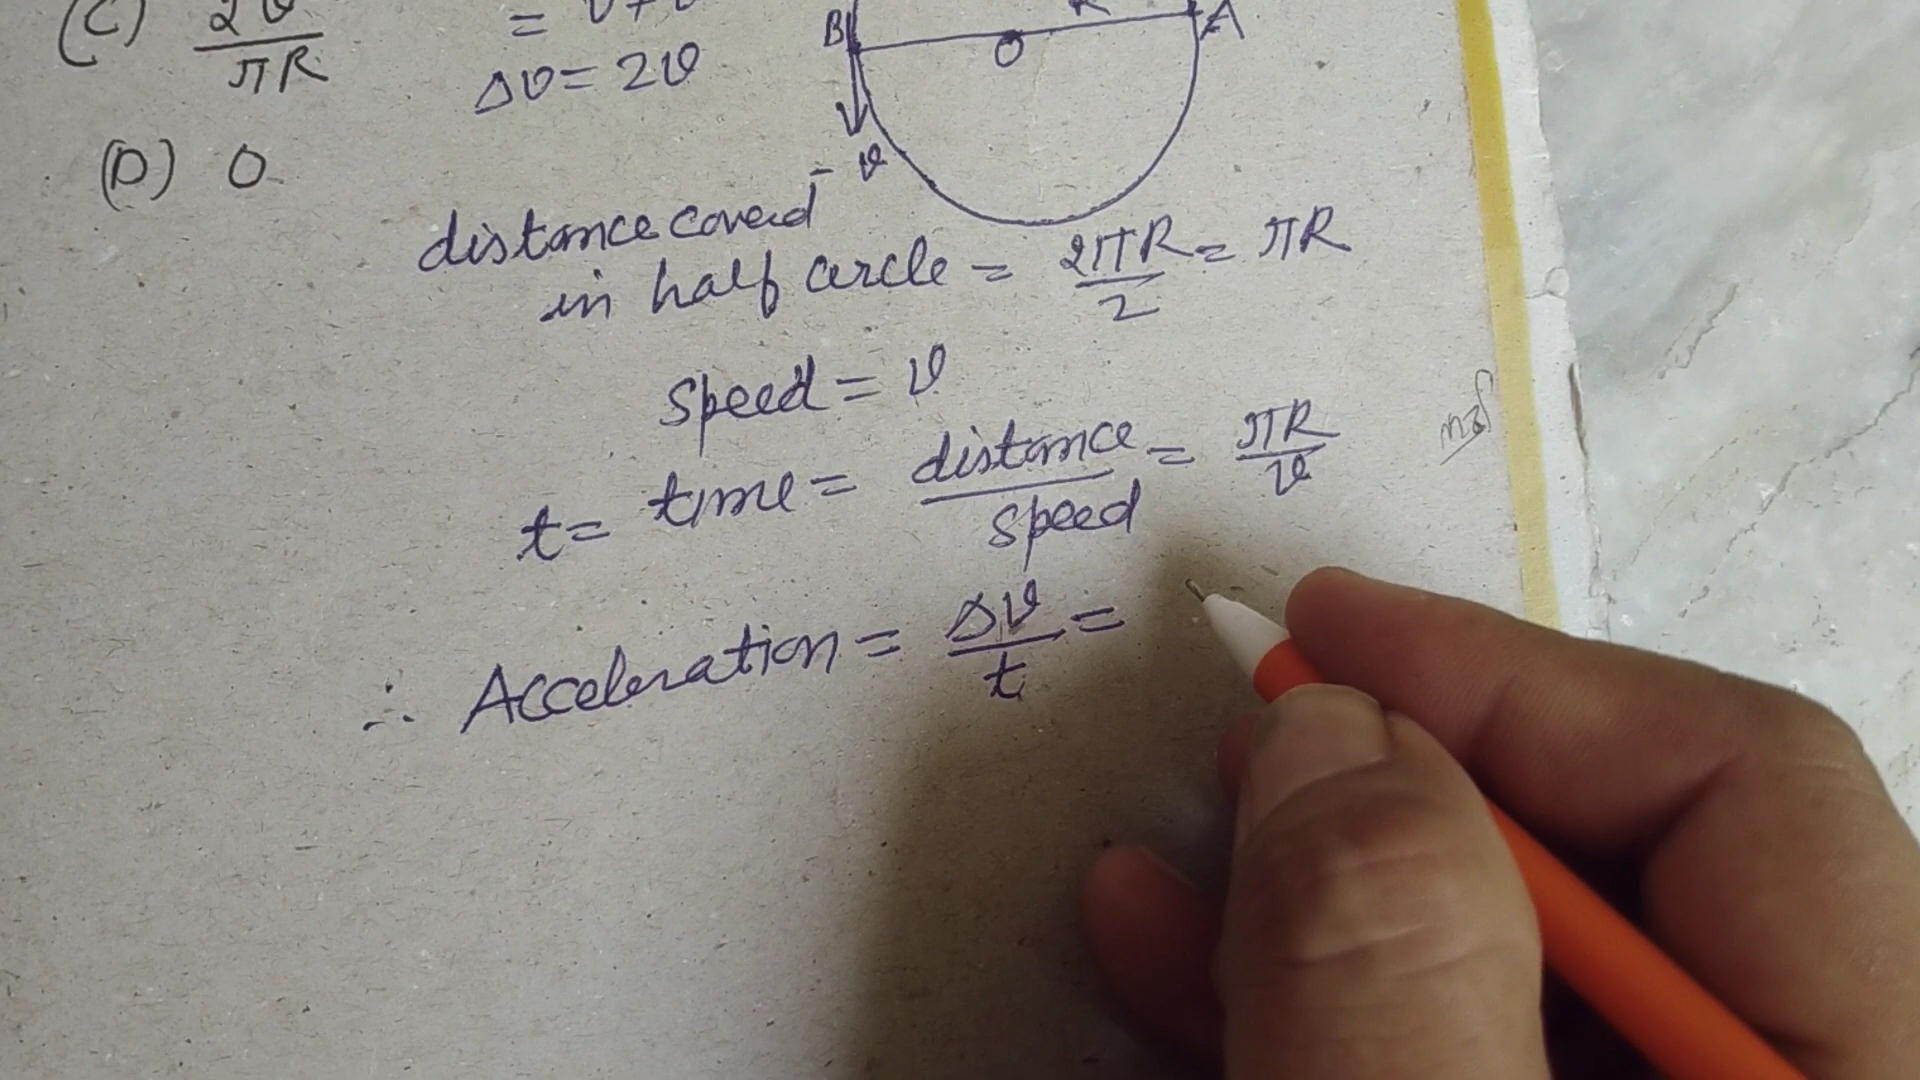 (C) 2v/πR
= v+v
Δv = 2v
B O R A
(D) 0
- v
distance coverd
in half circle = 2πR/2 = πR
speed = v
t = time = distance/speed = πR/v
∴ Acceleration = Δv/t =